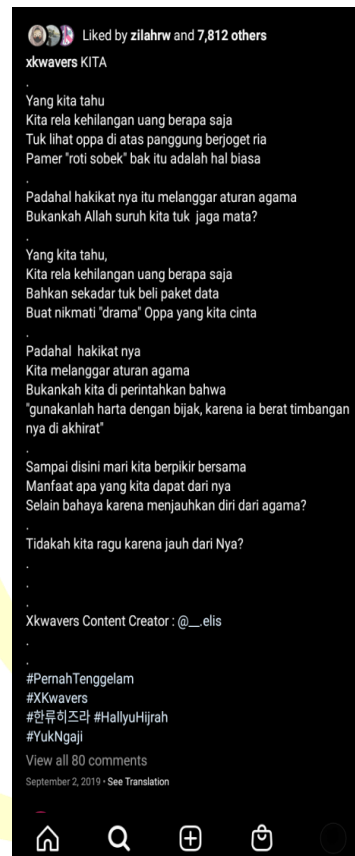 Liked by zilahrw and 7,812 others
xkwavers KITA
.
Yang kita tahu
Kita rela kehilangan uang berapa saja
Tuk lihat oppa di atas panggung berjoget ria
Pamer "roti sobek" bak itu adalah hal biasa
.
Padahal hakikat nya itu melanggar aturan agama
Bukankah Allah suruh kita tuk jaga mata?
.
Yang kita tahu,
Kita rela kehilangan uang berapa saja
Bahkan sekadar tuk beli paket data
Buat nikmati "drama" Oppa yang kita cinta
.
Padahal hakikat nya
Kita melanggar aturan agama
Bukankah kita di perintahkan bahwa
"gunakanlah harta dengan bijak, karena ia berat timbangan
nya di akhirat"
.
Sampai disini mari kita berpikir bersama
Manfaat apa yang kita dapat dari nya
Selain bahaya karena menjauhkan diri dari agama?
.
Tidakah kita ragu karena jauh dari Nya?
.
.
.
Xkwavers Content Creator : @__.elis
.
.
#PernahTenggelam
#XKwavers
#한류히즈라 #HallyuHijrah
#YukNgaji
View all 80 comments
September 2, 2019 • See Translation